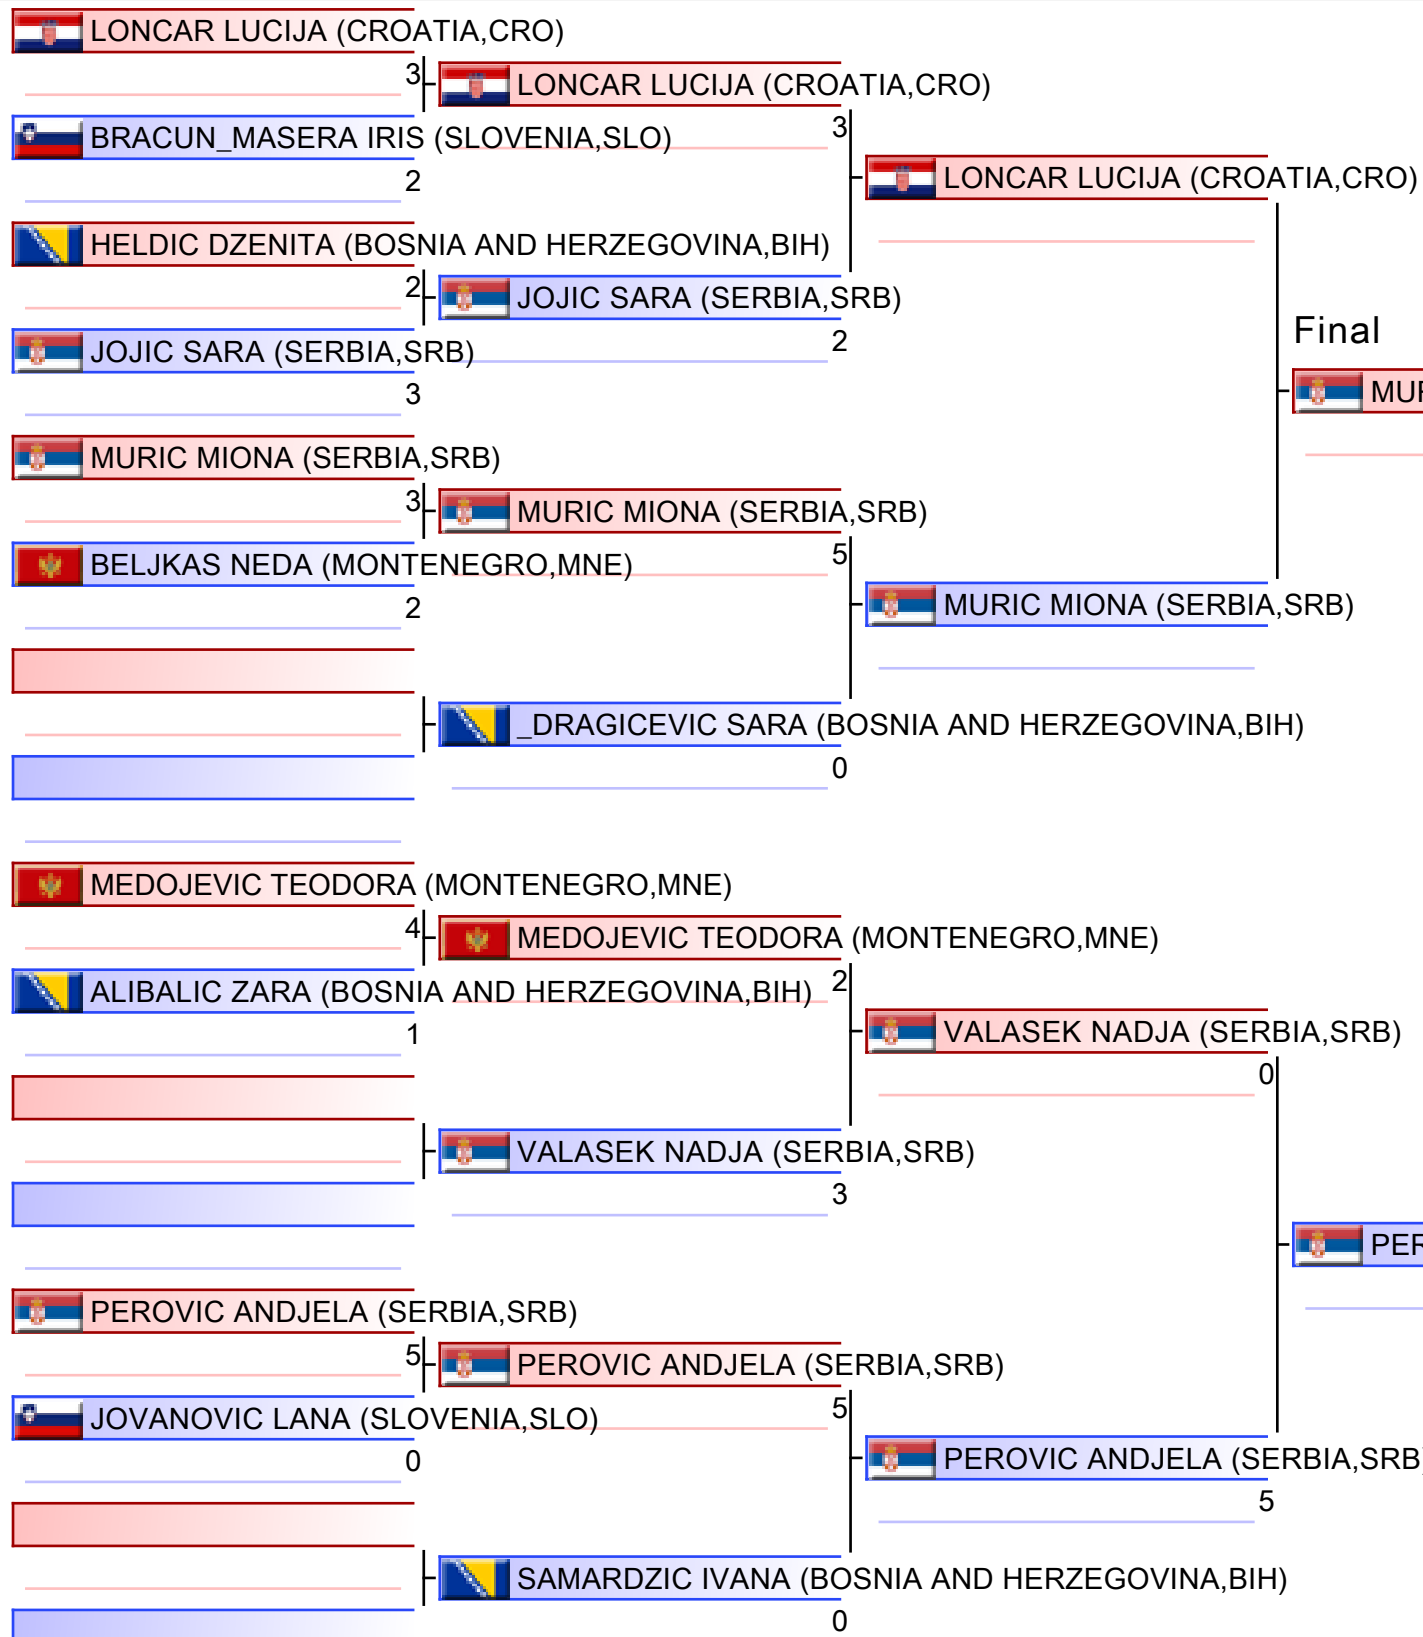 LONCAR LUCIJA (CROATIA,CRO)
3
BRACUN_MASERA IRIS (SLOVENIA,SLO)
2
HELDIC DZENITA (BOSNIA AND HERZEGOVINA,BIH)
2
JOJIC SARA (SERBIA,SRB)
3
MURIC MIONA (SERBIA,SRB)
3
BELJKAS NEDA (MONTENEGRO,MNE)
2
MEDOJEVIC TEODORA (MONTENEGRO,MNE)
4
ALIBALIC ZARA (BOSNIA AND HERZEGOVINA,BIH)
1
PEROVIC ANDJELA (SERBIA,SRB)
5
JOVANOVIC LANA (SLOVENIA,SLO)
0
LONCAR LUCIJA (CROATIA,CRO)
3
JOJIC SARA (SERBIA,SRB)
2
MURIC MIONA (SERBIA,SRB)
5
_DRAGICEVIC SARA (BOSNIA AND HERZEGOVINA,BIH)
0
MEDOJEVIC TEODORA (MONTENEGRO,MNE)
2
VALASEK NADJA (SERBIA,SRB)
3
PEROVIC ANDJELA (SERBIA,SRB)
5
SAMARDZIC IVANA (BOSNIA AND HERZEGOVINA,BIH)
0
LONCAR LUCIJA (CROATIA,CRO)
MURIC MIONA (SERBIA,SRB)
VALASEK NADJA (SERBIA,SRB)
0
PEROVIC ANDJELA (SERBIA,SRB)
5
Final